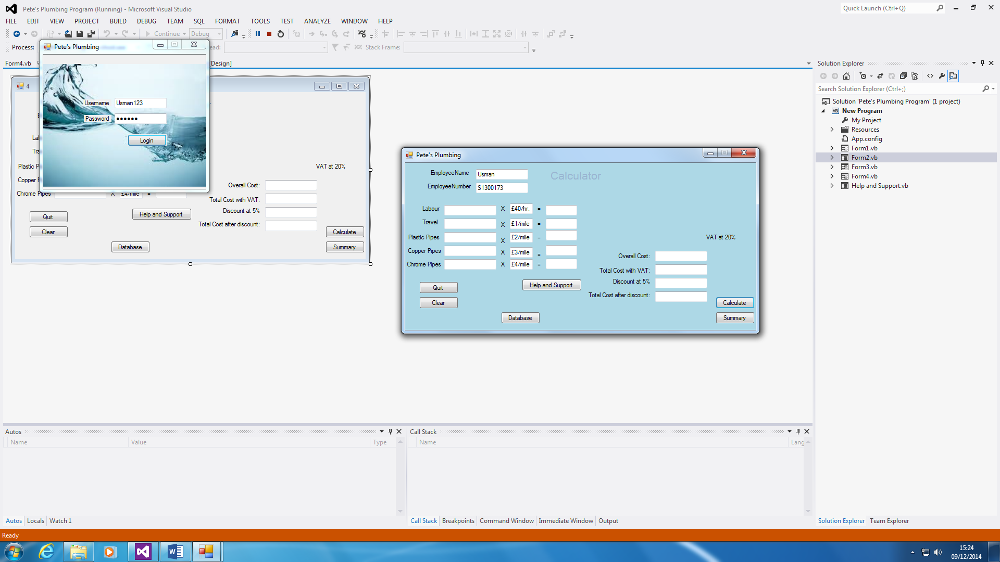 Pete's Plumbing Program (Running) - Microsoft Visual Studio
Quick Launch (Ctrl+Q)
FILE EDIT VIEW PROJECT BUILD DEBUG TEAM SQL FORMAT TOOLS TEST ANALYZE WINDOW HELP
Continue Debug
Process:
Stack Frame:
Form4.vb
[Design]
Pete's Plumbing
Username Usman123
Password ●●●●●●
Login
4
VAT at 20%
Chrome Pipes X £4/mile =
Overall Cost:
Total Cost with VAT:
Discount at 5%
Total Cost after discount:
Quit
Clear
Help and Support
Database
Calculate
Summary
Pete's Plumbing
EmployeeName Usman
EmployeeNumber S1300173
Calculator
Labour X £40/hr. =
Travel X £1/mile =
Plastic Pipes X £2/mile =
Copper Pipes X £3/mile =
Chrome Pipes X £4/mile =
VAT at 20%
Overall Cost:
Total Cost with VAT:
Discount at 5%
Total Cost after discount:
Quit
Clear
Help and Support
Database
Calculate
Summary
Solution Explorer
Search Solution Explorer (Ctrl+;)
Solution 'Pete's Plumbing Program' (1 project)
VB New Program
My Project
Resources
App.config
Form1.vb
Form2.vb
Form3.vb
Form4.vb
Help and Support.vb
Autos
Name Value Type
Call Stack
Name
Autos Locals Watch 1
Call Stack Breakpoints Command Window Immediate Window Output
Solution Explorer Team Explorer
Ready
15:24
09/12/2014